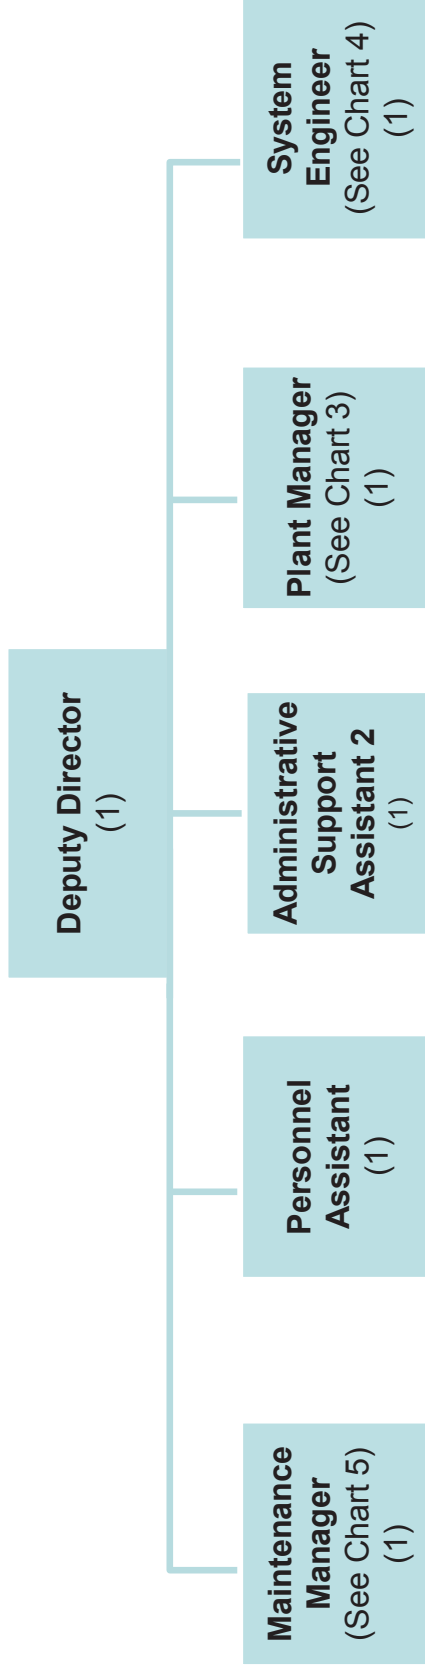 Deputy Director
(1)
Maintenance
Manager
(See Chart 5)
(1)
Personnel
Assistant
(1)
Administrative
Support
Assistant 2
(1)
Plant Manager
(See Chart 3)
(1)
System
Engineer
(See Chart 4)
(1)